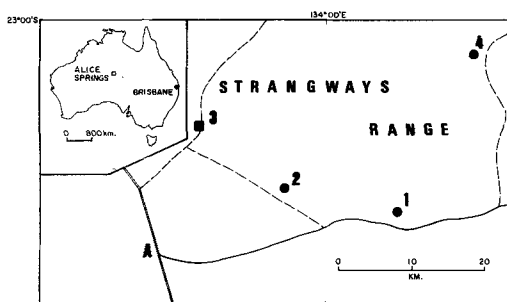 23°00'S
134°00'E
ALICE
SPRINGS
BRISBANE
0 800 km.
STRANGWAYS
RANGE
4
3
2
1
A
0 10 20
KM.